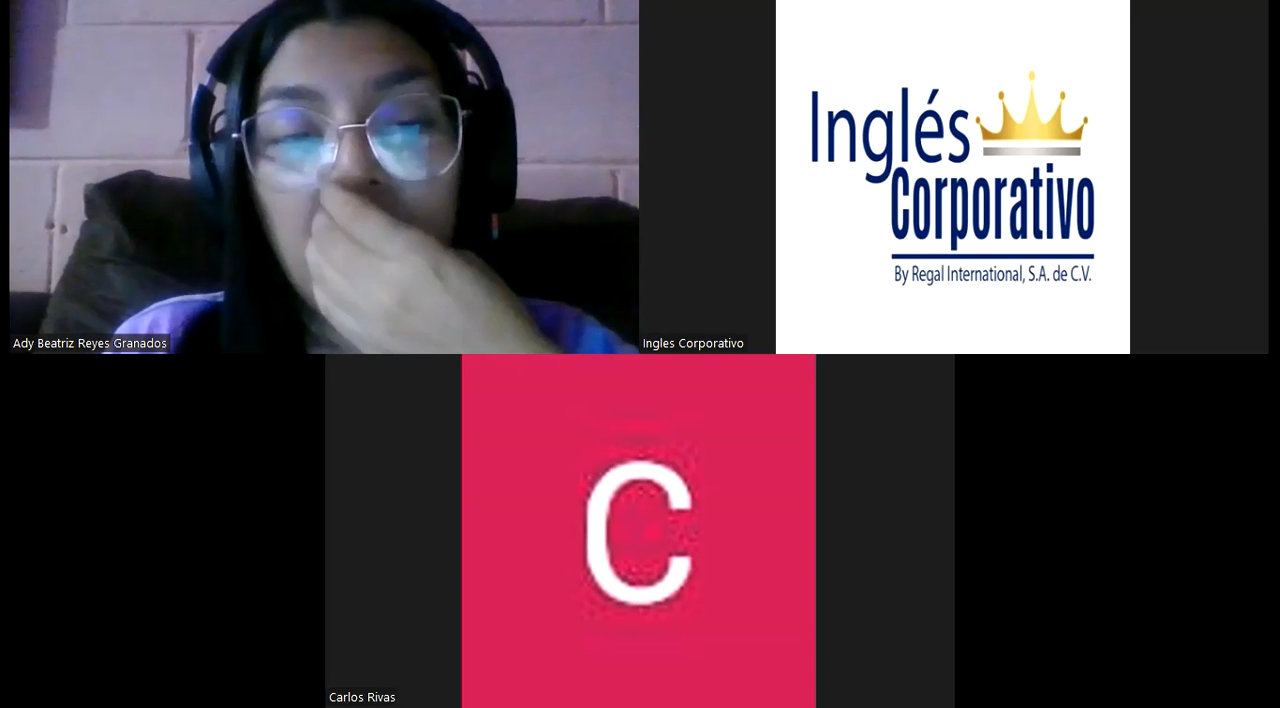 Inglés
Corporativo
By Regal International, S.A. de C.V.
Ady Beatriz Reyes Granados
Ingles Corporativo
C
Carlos Rivas